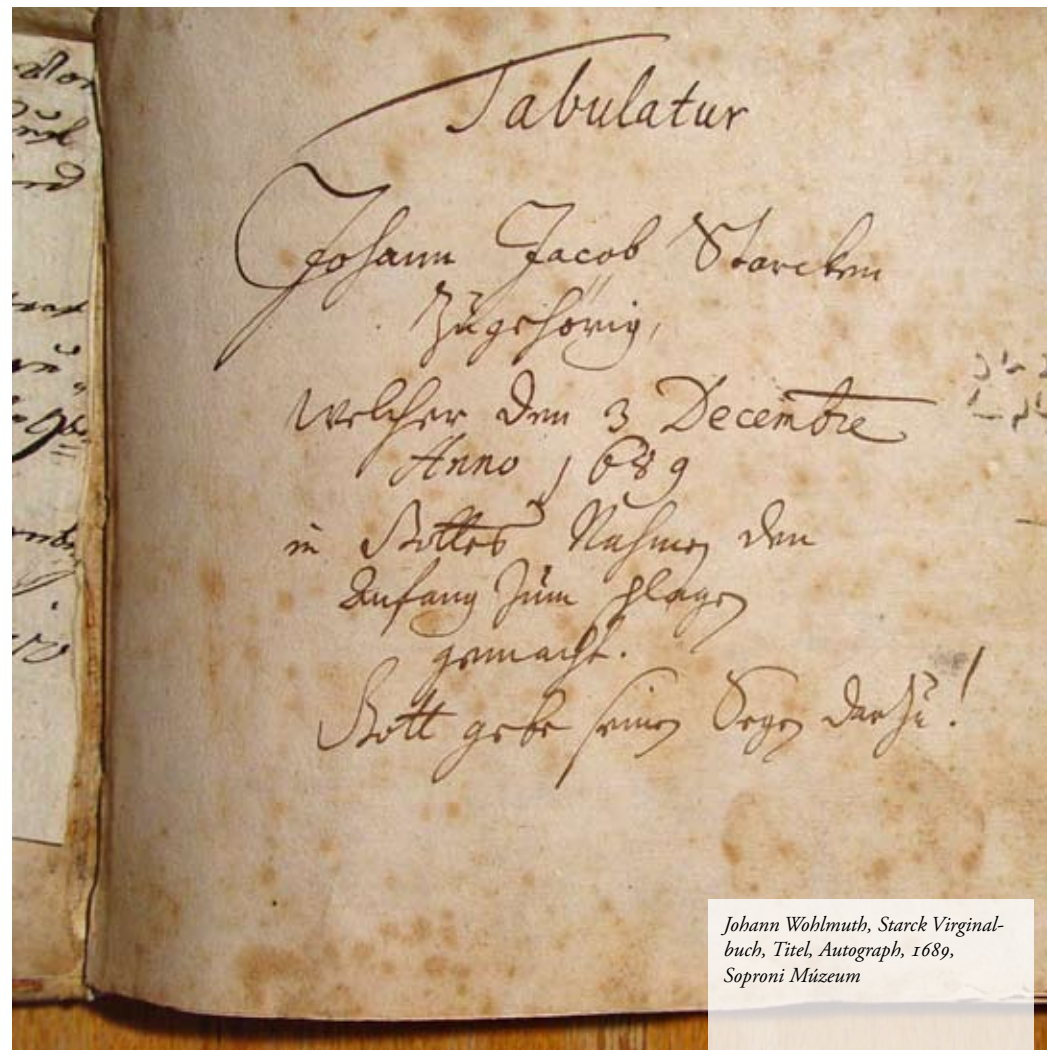 Tabulatur
Johann Jacob Starcken
Zugehörig,
Welcher den 3 Decembre
Anno 1689
in Gottes Nahmen den
Anfang zum schlagen
gemacht.
Gott gebe seinen Segen darzu!
Johann Wohlmuth, Starck Virginal-
buch, Titel, Autograph, 1689,
Soproni Múzeum